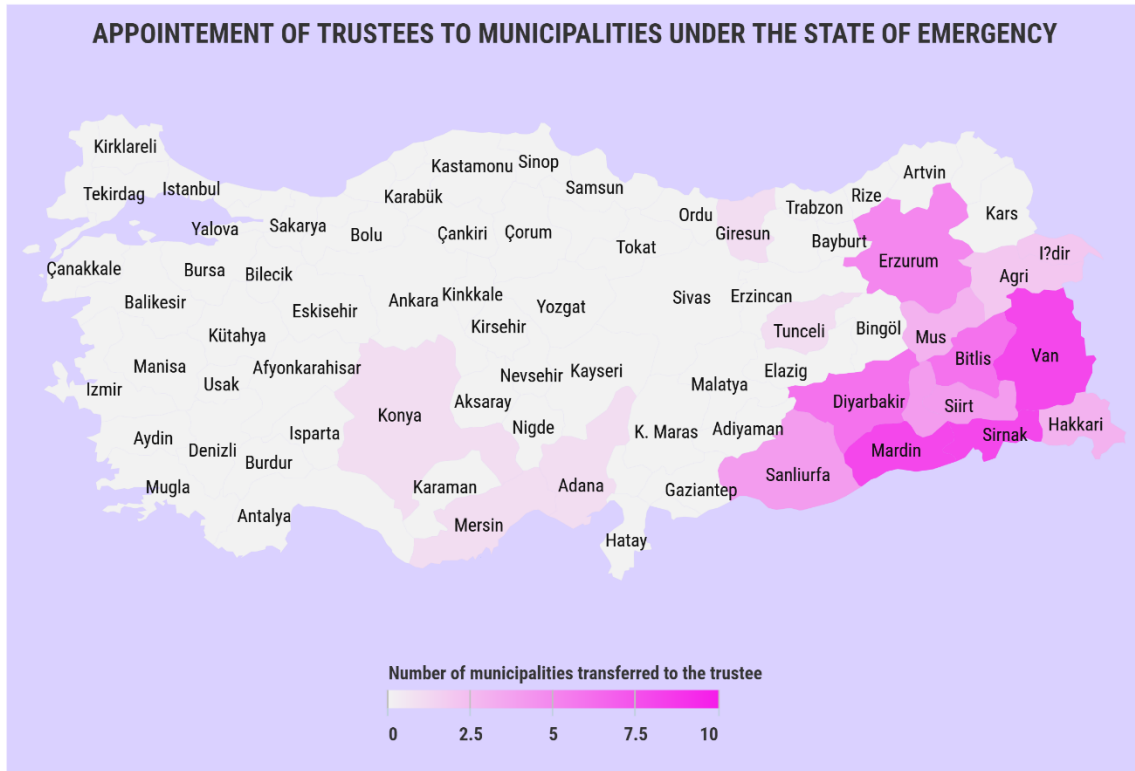 APPOINTEMENT OF TRUSTEES TO MUNICIPALITIES UNDER THE STATE OF EMERGENCY
Kirklareli
Tekirdag
Istanbul
Yalova
Sakarya
Bolu
Karabük
Kastamonu
Sinop
Samsun
Çankiri
Çorum
Tokat
Ordu
Giresun
Trabzon
Rize
Artvin
Bayburt
Kars
Erzurum
I?dir
Agri
Çanakkale
Bursa
Bilecik
Balikesir
Eskisehir
Ankara
Kinkkale
Kirsehir
Yozgat
Sivas
Erzincan
Kütahya
Tunceli
Bingöl
Mus
Bitlis
Van
Manisa
Usak
Afyonkarahisar
Izmir
Nevsehir
Kayseri
Malatya
Elazig
Diyarbakir
Siirt
Konya
Aksaray
Nigde
K. Maras
Adiyaman
Mardin
Sirnak
Hakkari
Aydin
Denizli
Isparta
Burdur
Mugla
Antalya
Karaman
Adana
Mersin
Gaziantep
Sanliurfa
Hatay
Number of municipalities transferred to the trustee
0 2.5 5 7.5 10